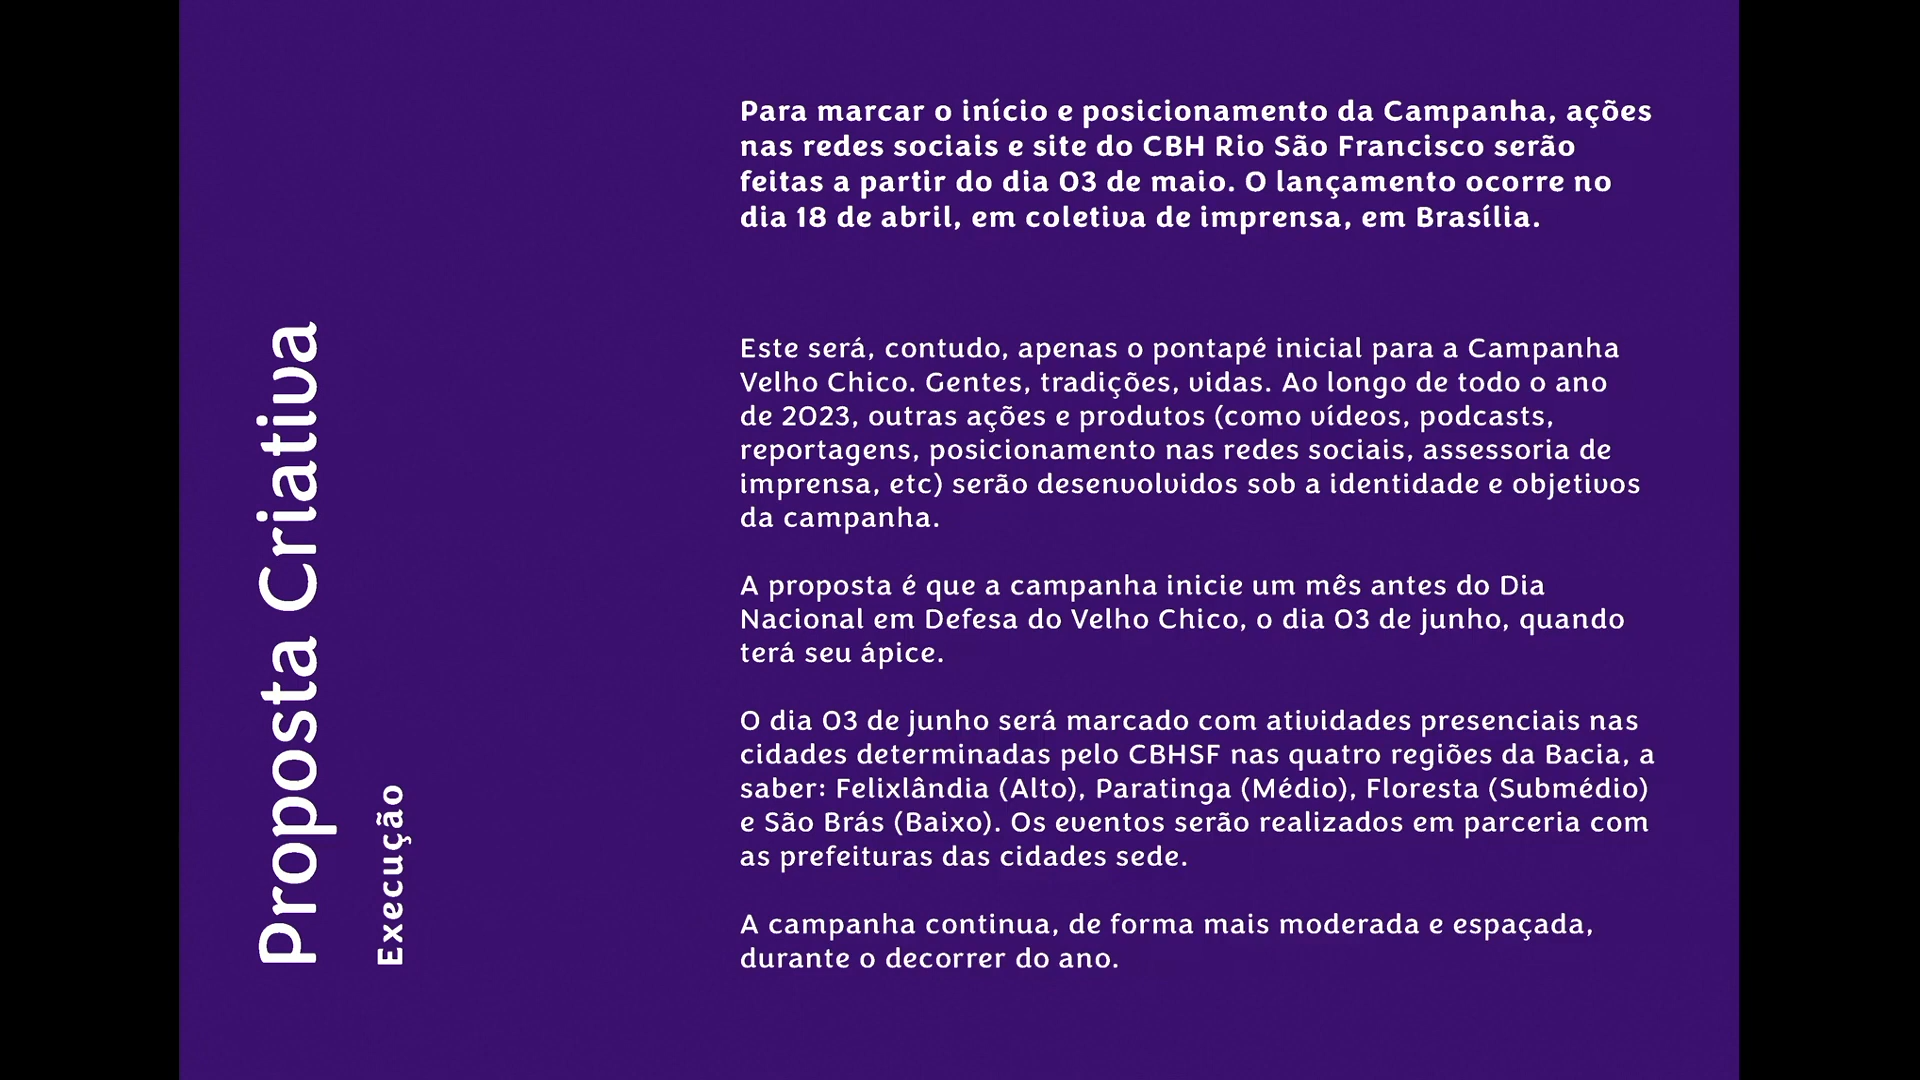 Proposta Criativa
Execução
Para marcar o início e posicionamento da Campanha, ações
nas redes sociais e site do CBH Rio São Francisco serão
feitas a partir do dia 03 de maio. O lançamento ocorre no
dia 18 de abril, em coletiva de imprensa, em Brasília.
Este será, contudo, apenas o pontapé inicial para a Campanha
Velho Chico. Gentes, tradições, vidas. Ao longo de todo o ano
de 2023, outras ações e produtos (como vídeos, podcasts,
reportagens, posicionamento nas redes sociais, assessoria de
imprensa, etc) serão desenvolvidos sob a identidade e objetivos
da campanha.
A proposta é que a campanha inicie um mês antes do Dia
Nacional em Defesa do Velho Chico, o dia 03 de junho, quando
terá seu ápice.
O dia 03 de junho será marcado com atividades presenciais nas
cidades determinadas pelo CBHSF nas quatro regiões da Bacia, a
saber: Felixlândia (Alto), Paratinga (Médio), Floresta (Submédio)
e São Brás (Baixo). Os eventos serão realizados em parceria com
as prefeituras das cidades sede.
A campanha continua, de forma mais moderada e espaçada,
durante o decorrer do ano.